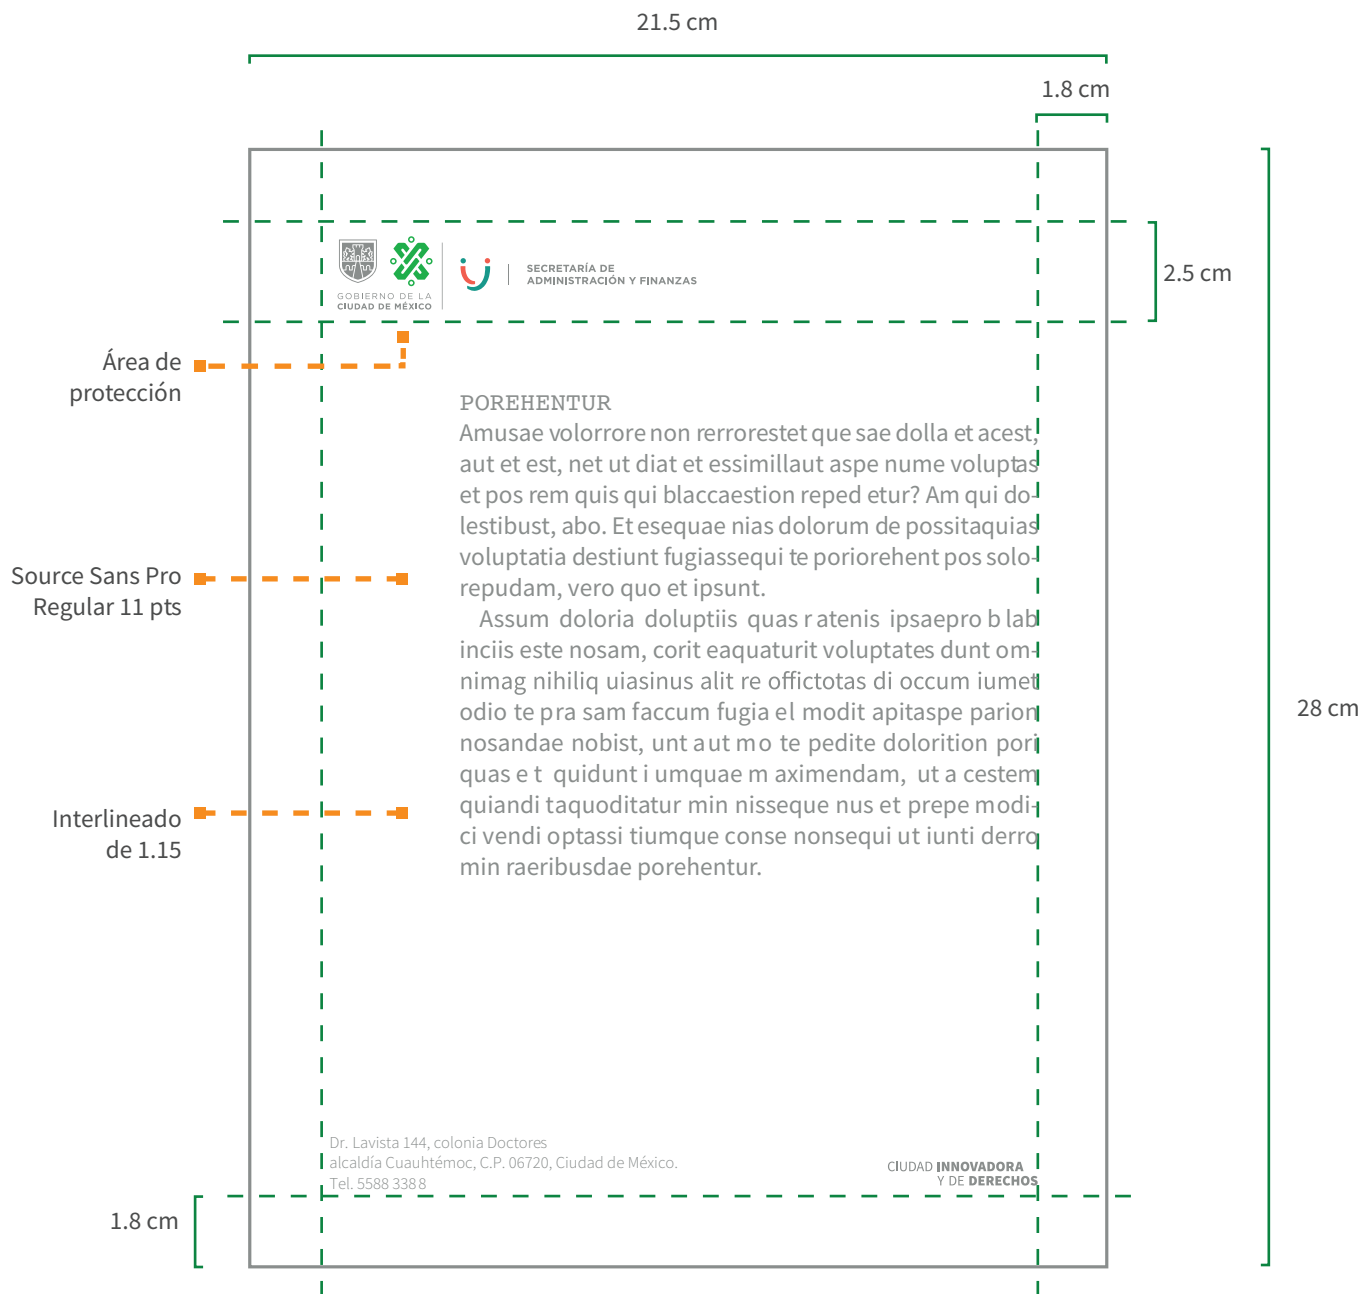 21.5 cm
1.8 cm
GOBIERNO DE LA
CIUDAD DE MÉXICO
SECRETARÍA DE
ADMINISTRACIÓN Y FINANZAS
2.5 cm
Área de
protección
POREHENTUR
Amusae volorrore non rerrorestet que sae dolla et acest,
aut et est, net ut diat et essimillaut aspe nume voluptas
et pos rem quis qui blaccaestion reped etur? Am qui do-
lestibust, abo. Et esequae nias dolorum de possitaquias
voluptatia destiunt fugiassequi te poriorehent pos solo-
repudam, vero quo et ipsunt.
Source Sans Pro
Regular 11 pts
Assum doloria doluptiis quas r atenis ipsaepro b lab
inciis este nosam, corit eaquaturit voluptates dunt om-
nimag nihiliq uiasinus alit re offictotas di occum iumet
odio te pra sam faccum fugia el modit apitaspe parion
nosandae nobist, unt aut mo te pedite dolorition pori
quas e t quidunt i umquae m aximendam, ut a cestem
quiandi taquoditatur min nisseque nus et prepe modi-
ci vendi optassi tiumque conse nonsequi ut iunti derro
min raeribusdae porehentur.
28 cm
Interlineado
de 1.15
Dr. Lavista 144, colonia Doctores
alcaldía Cuauhtémoc, C.P. 06720, Ciudad de México.
Tel. 5588 3388
CIUDAD INNOVADORA
Y DE DERECHOS
1.8 cm